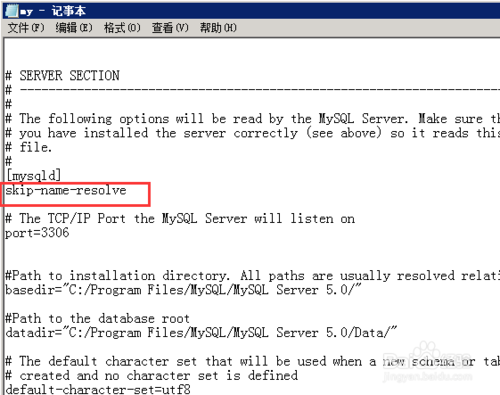 my - 记事本
文件(F) 编辑(E) 格式(O) 查看(V) 帮助(H)
# SERVER SECTION
# ----------------------------------------------------------------------
#
# The following options will be read by the MySQL Server. Make sure th
# you have installed the server correctly (see above) so it reads this
# file.
#
[mysqld]
skip-name-resolve
# The TCP/IP Port the MySQL Server will listen on
port=3306
#Path to installation directory. All paths are usually resolved relati
basedir="C:/Program Files/MySQL/MySQL Server 5.0/"
#Path to the database root
datadir="C:/Program Files/MySQL/MySQL Server 5.0/Data/"
# The default character set that will be used when a new schema or tab
# created and no character set is defined
default-character-set=utf8
jingyan.baidu.com